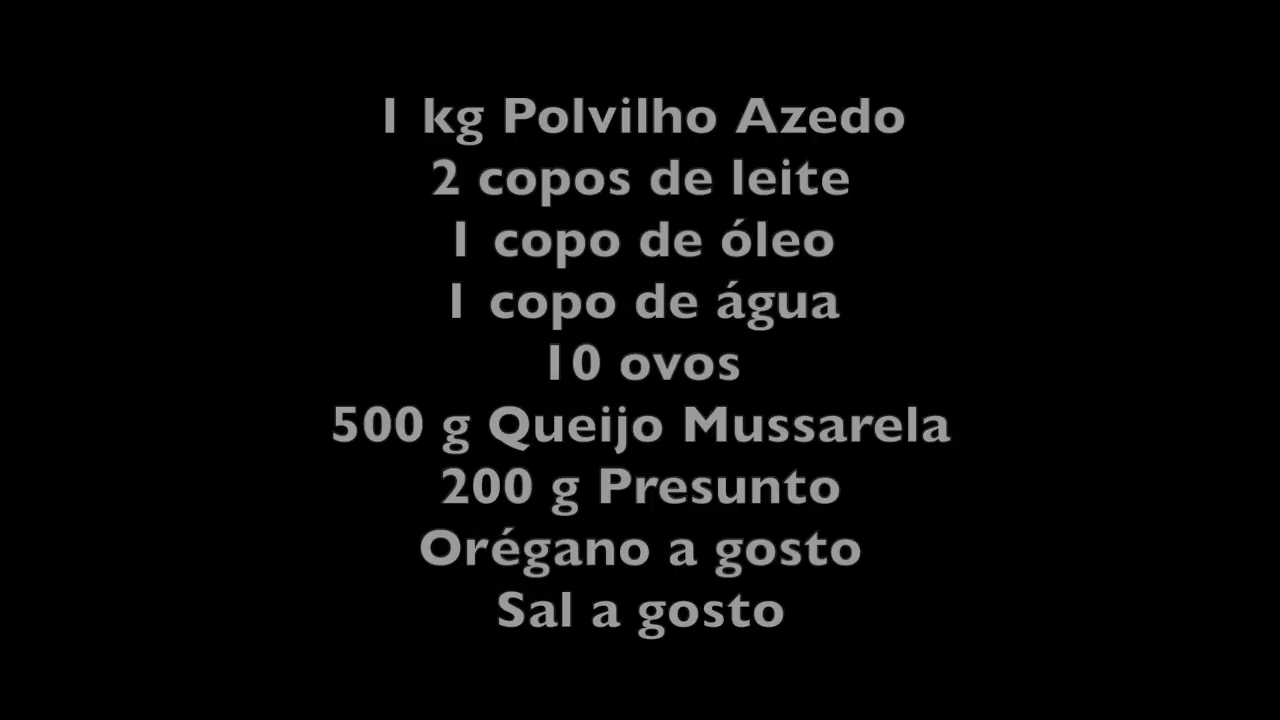 1 kg Polvilho Azedo
2 copos de leite
1 copo de óleo
1 copo de água
10 ovos
500 g Queijo Mussarela
200 g Presunto
Orégano a gosto
Sal a gosto